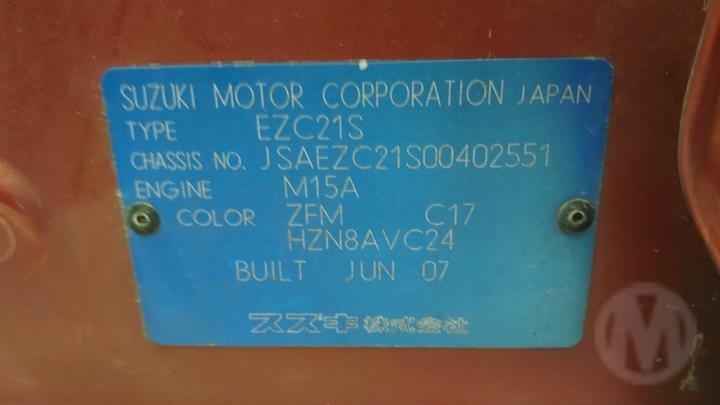 SUZUKI MOTOR CORPORATION JAPAN
TYPE EZC21S
CHASSIS NO. JSAEZC21S00402551
ENGINE M15A
COLOR ZFM C17
HZN8AVC24
BUILT JUN 07
スズキ株式会社
M